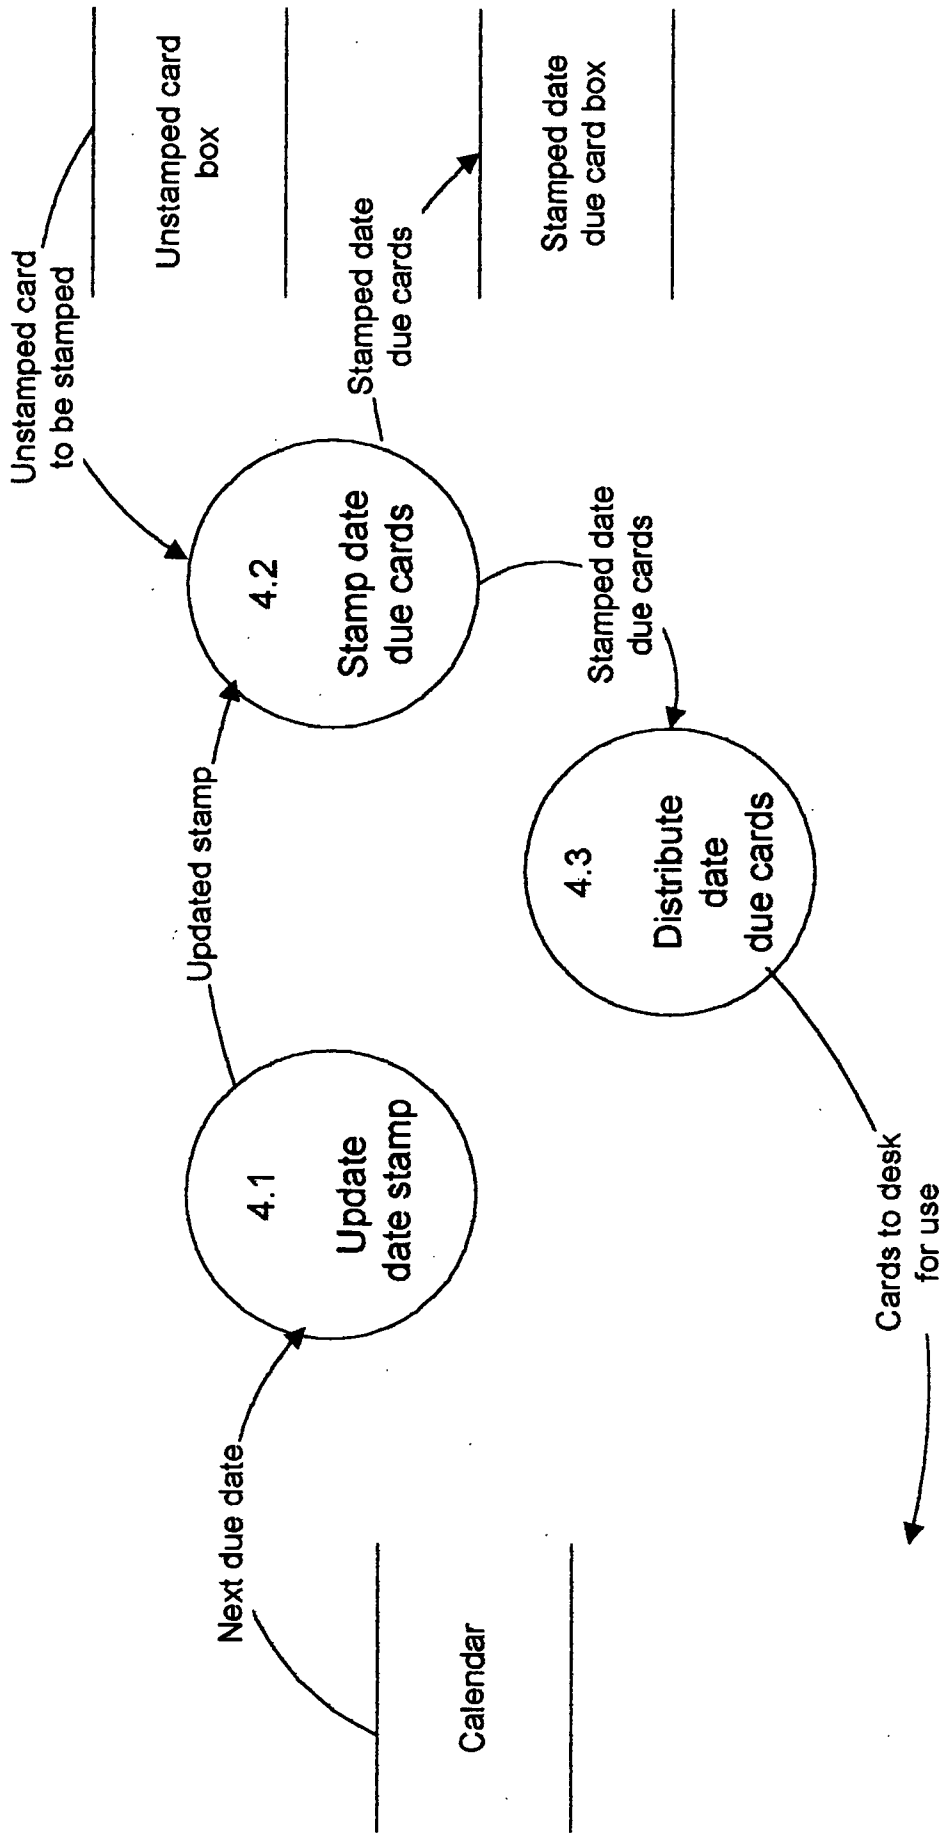 Unstamped card
to be stamped
Unstamped card
box
Next due date
Updated stamp
4.1
Update
date stamp
4.2
Stamp date
due cards
Stamped date
due cards
Calendar
Stamped date
due card box
Stamped date
due cards
4.3
Distribute
date
due cards
Cards to desk
for use